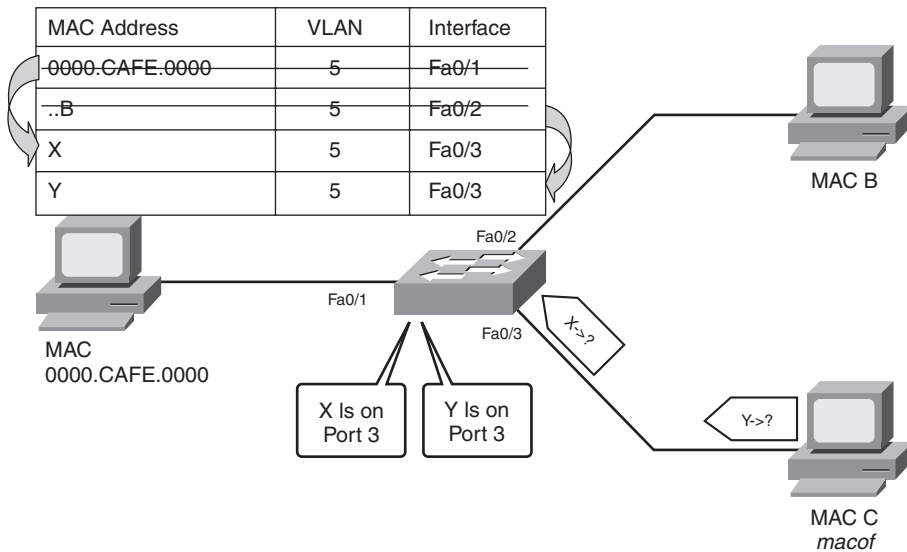 MAC Address VLAN Interface
0000.CAFE.0000 5 Fa0/1
..B 5 Fa0/2
X 5 Fa0/3
Y 5 Fa0/3
MAC B
Fa0/2
Fa0/1
Fa0/3
X->?
MAC
0000.CAFE.0000
X Is on
Port 3
Y Is on
Port 3
Y->?
MAC C
macof